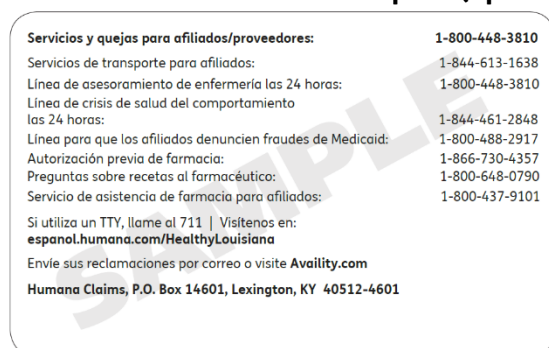 Servicios y quejas para afiliados/proveedores: 1-800-448-3810
Servicios de transporte para afiliados: 1-844-613-1638
Línea de asesoramiento de enfermería las 24 horas: 1-800-448-3810
Línea de crisis de salud del comportamiento
las 24 horas: 1-844-461-2848
Línea para que los afiliados denuncien fraudes de Medicaid: 1-800-488-2917
Autorización previa de farmacia: 1-866-730-4357
Preguntas sobre recetas al farmacéutico: 1-800-648-0790
Servicio de asistencia de farmacia para afiliados: 1-800-437-9101
Si utiliza un TTY, llame al 711 | Visítenos en:
espanol.humana.com/HealthyLouisiana
Envíe sus reclamaciones por correo o visite Availity.com
Humana Claims, P.O. Box 14601, Lexington, KY 40512-4601
SAMPLE